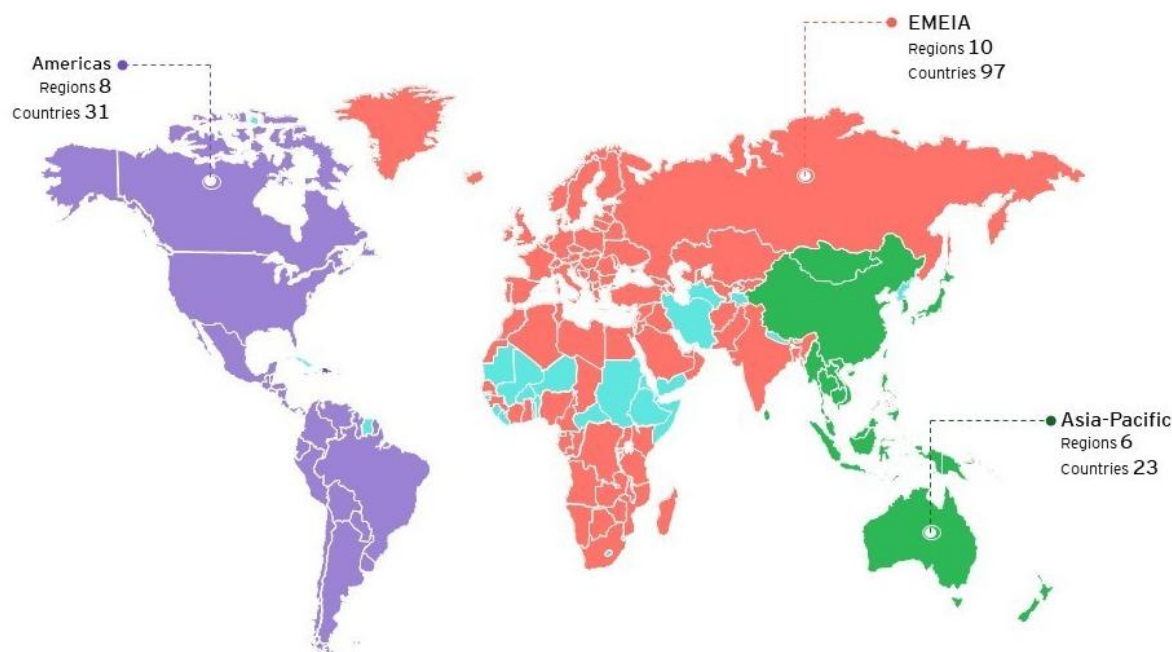 Americas
Regions 8
Countries 31
EMEIA
Regions 10
Countries 97
Asia-Pacific
Regions 6
Countries 23